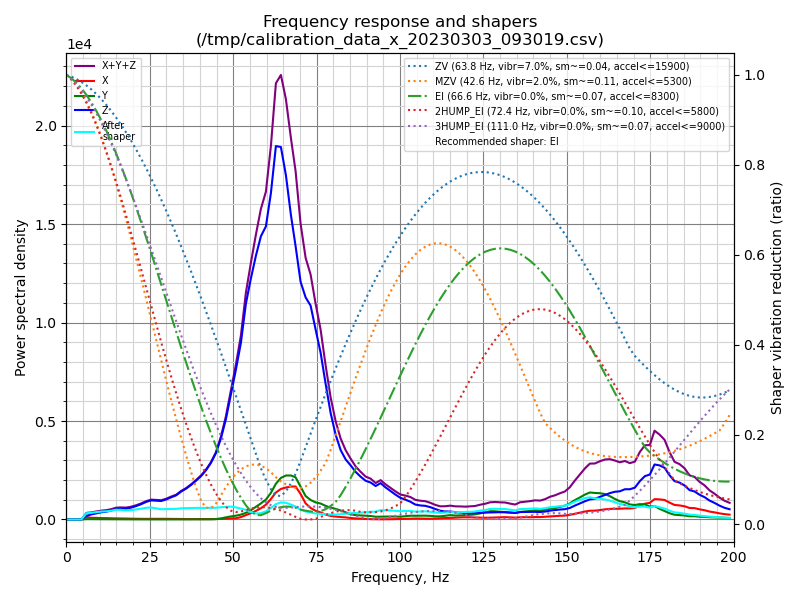 Frequency response and shapers
(/tmp/calibration_data_x_20230303_093019.csv)
1e4
X+Y+Z
X
Y
Z
After
shaper
ZV (63.8 Hz, vibr=7.0%, sm~=0.04, accel<=15900)
MZV (42.6 Hz, vibr=2.0%, sm~=0.11, accel<=5300)
EI (66.6 Hz, vibr=0.0%, sm~=0.07, accel<=8300)
2HUMP_EI (72.4 Hz, vibr=0.0%, sm~=0.10, accel<=5800)
3HUMP_EI (111.0 Hz, vibr=0.0%, sm~=0.07, accel<=9000)
Recommended shaper: EI
Power spectral density
2.0
1.5
1.0
0.5
0.0
1.0
0.8
0.6
0.4
0.2
0.0
Shaper vibration reduction (ratio)
0 25 50 75 100 125 150 175 200
Frequency, Hz